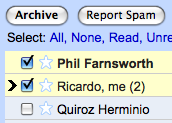 Archive Report Spam
Select: All, None, Read, Unre
Phil Farnsworth
Ricardo, me (2)
Quiroz Herminio